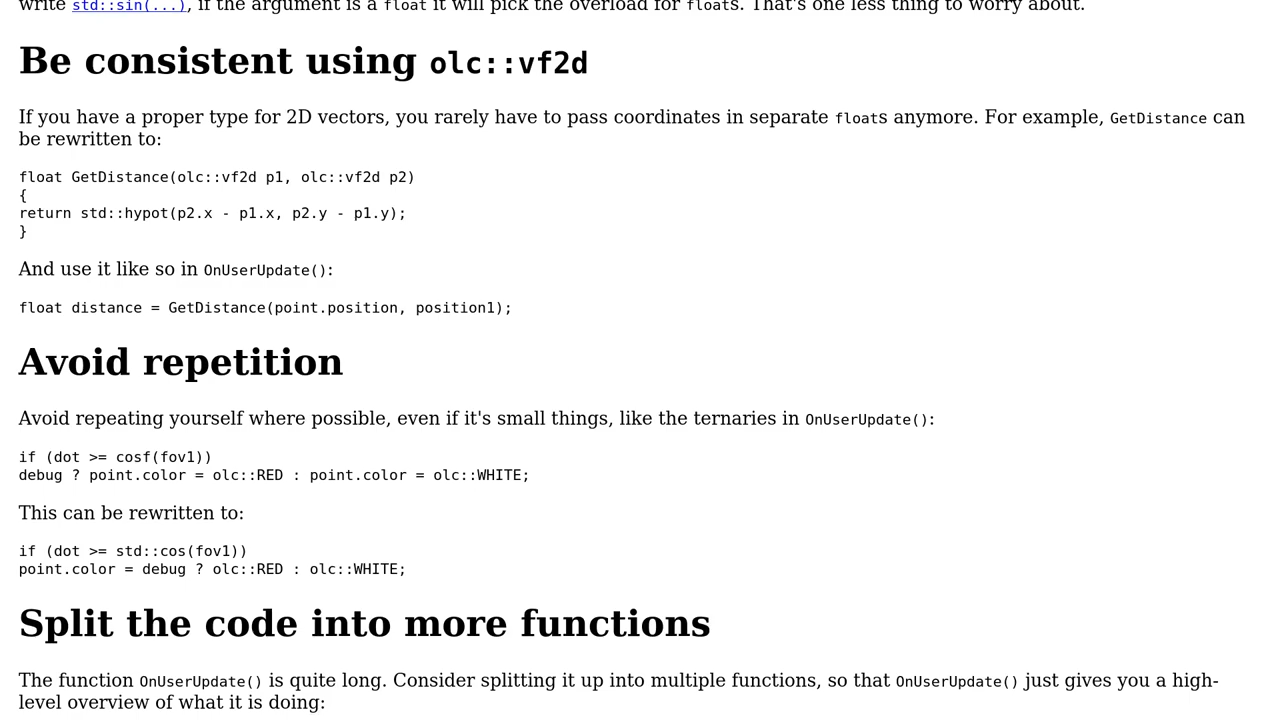 write std::sin(...), if the argument is a float it will pick the overload for floats. That's one less thing to worry about.
Be consistent using olc::vf2d
If you have a proper type for 2D vectors, you rarely have to pass coordinates in separate floats anymore. For example, GetDistance can
be rewritten to:
float GetDistance(olc::vf2d p1, olc::vf2d p2)
{
return std::hypot(p2.x - p1.x, p2.y - p1.y);
}
And use it like so in OnUserUpdate():
float distance = GetDistance(point.position, position1);
Avoid repetition
Avoid repeating yourself where possible, even if it's small things, like the ternaries in OnUserUpdate():
if (dot >= cosf(fov1))
debug ? point.color = olc::RED : point.color = olc::WHITE;
This can be rewritten to:
if (dot >= std::cos(fov1))
point.color = debug ? olc::RED : olc::WHITE;
Split the code into more functions
The function OnUserUpdate() is quite long. Consider splitting it up into multiple functions, so that OnUserUpdate() just gives you a high-
level overview of what it is doing: